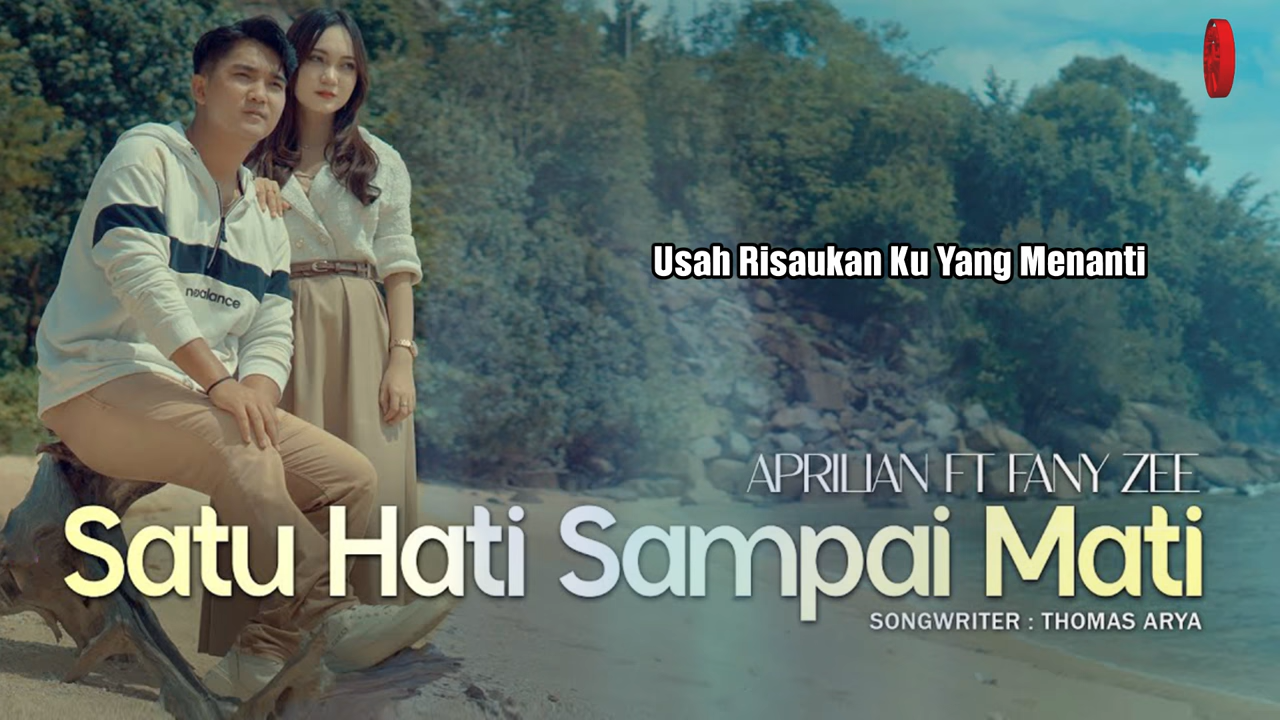 Usah Risaukan Ku Yang Menanti
APRILIAN FT FANY ZEE
Satu Hati Sampai Mati
SONGWRITER : THOMAS ARYA